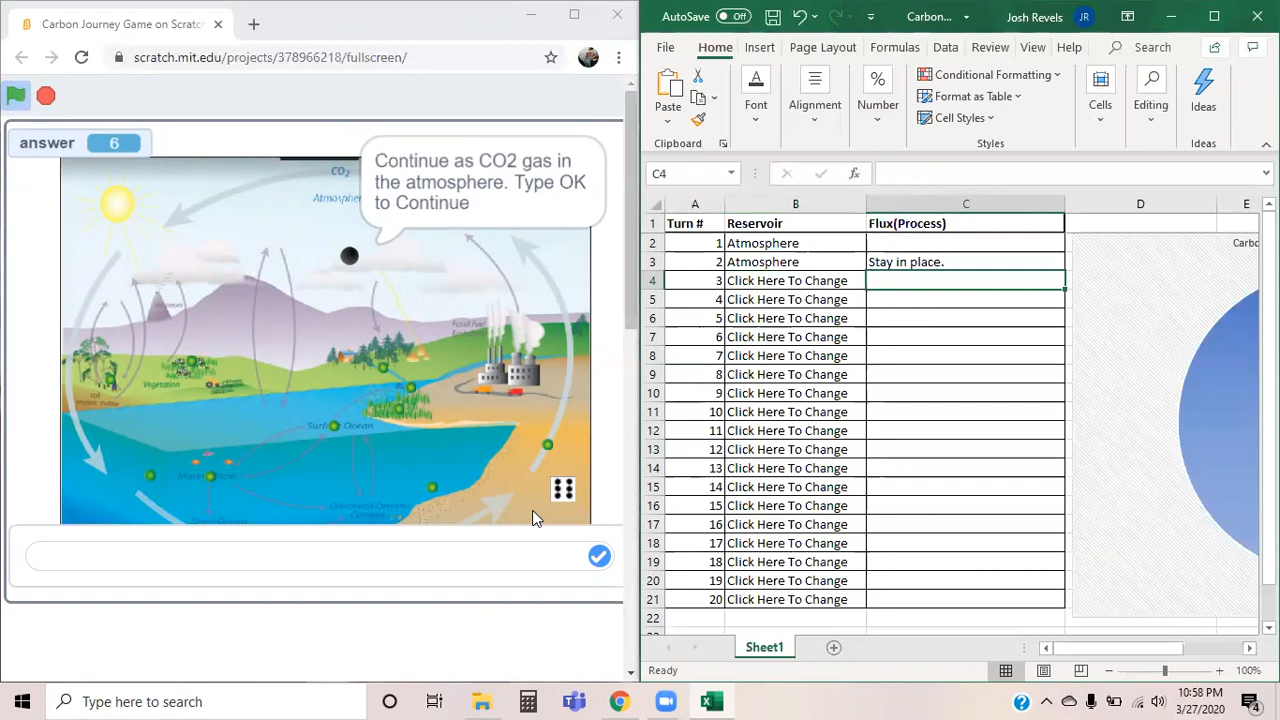 Carbon Journey Game on Scratch
scratch.mit.edu/projects/378966218/fullscreen/
answer 6
Continue as CO2 gas in
the atmosphere. Type OK
to Continue
CO2
Vegetation
AutoSave Off
Carbon...
Josh Revels JR
File Home Insert Page Layout Formulas Data Review View Help Search
Paste
Font
Alignment
%
Number
Conditional Formatting
Format as Table
Cell Styles
Cells
Editing
Ideas
Clipboard
Styles
Ideas
C4
fx
A B C D E
1 Turn # Reservoir Flux(Process)
2 1 Atmosphere
3 2 Atmosphere Stay in place.
4 3 Click Here To Change
5 4 Click Here To Change
6 5 Click Here To Change
7 6 Click Here To Change
8 7 Click Here To Change
9 8 Click Here To Change
10 9 Click Here To Change
11 10 Click Here To Change
12 11 Click Here To Change
13 12 Click Here To Change
14 13 Click Here To Change
15 14 Click Here To Change
16 15 Click Here To Change
17 16 Click Here To Change
18 17 Click Here To Change
19 18 Click Here To Change
20 19 Click Here To Change
21 20 Click Here To Change
22
Carbo
Sheet1
Ready
100%
Type here to search
10:58 PM
3/27/2020
4